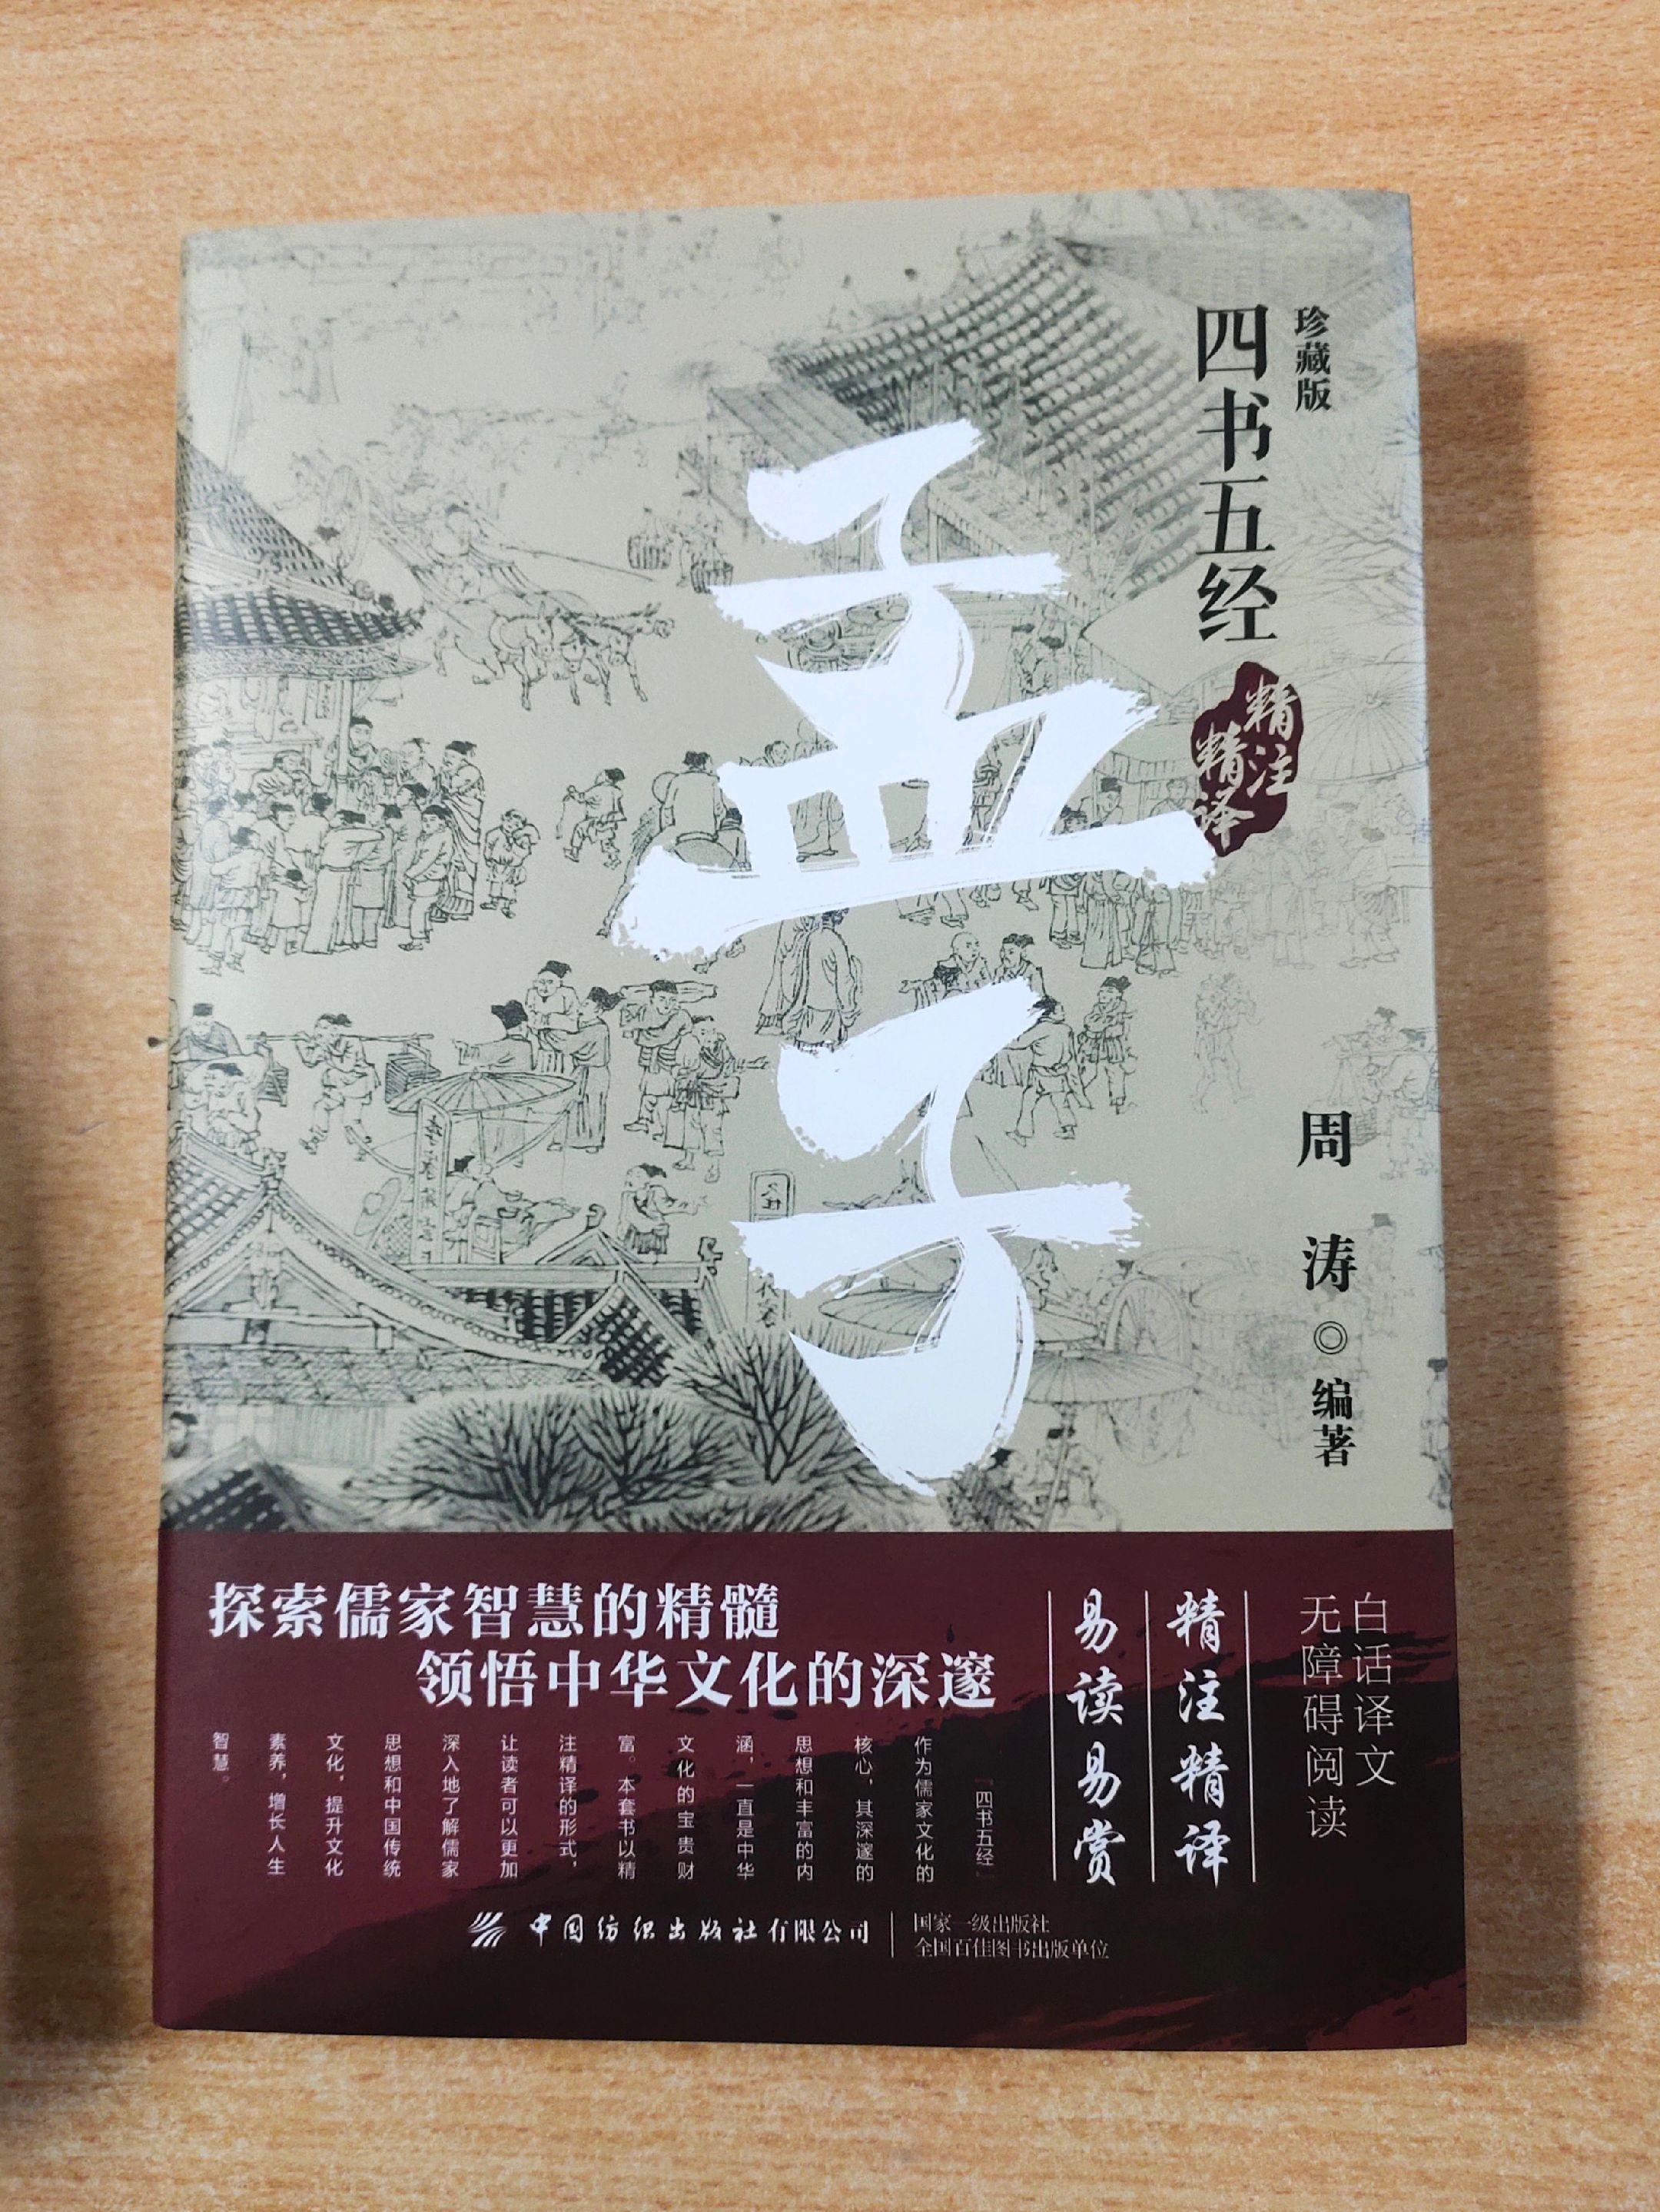 珍藏版
四书五经
精注
精译
孟子
周涛◎编著
探索儒家智慧的精髓
领悟中华文化的深邃
白话译文
无障碍阅读
精注精译
易读易赏
「四书五经」
作为儒家文化的
核心，其深邃的
思想和丰富的内
涵，一直是中华
文化的宝贵财
富。本套书以精
注精译的形式，
让读者可以更加
深入地了解儒家
思想和中国传统
文化，提升文化
素养，增长人生
智慧。
中国纺织出版社有限公司
国家一级出版社
全国百佳图书出版单位